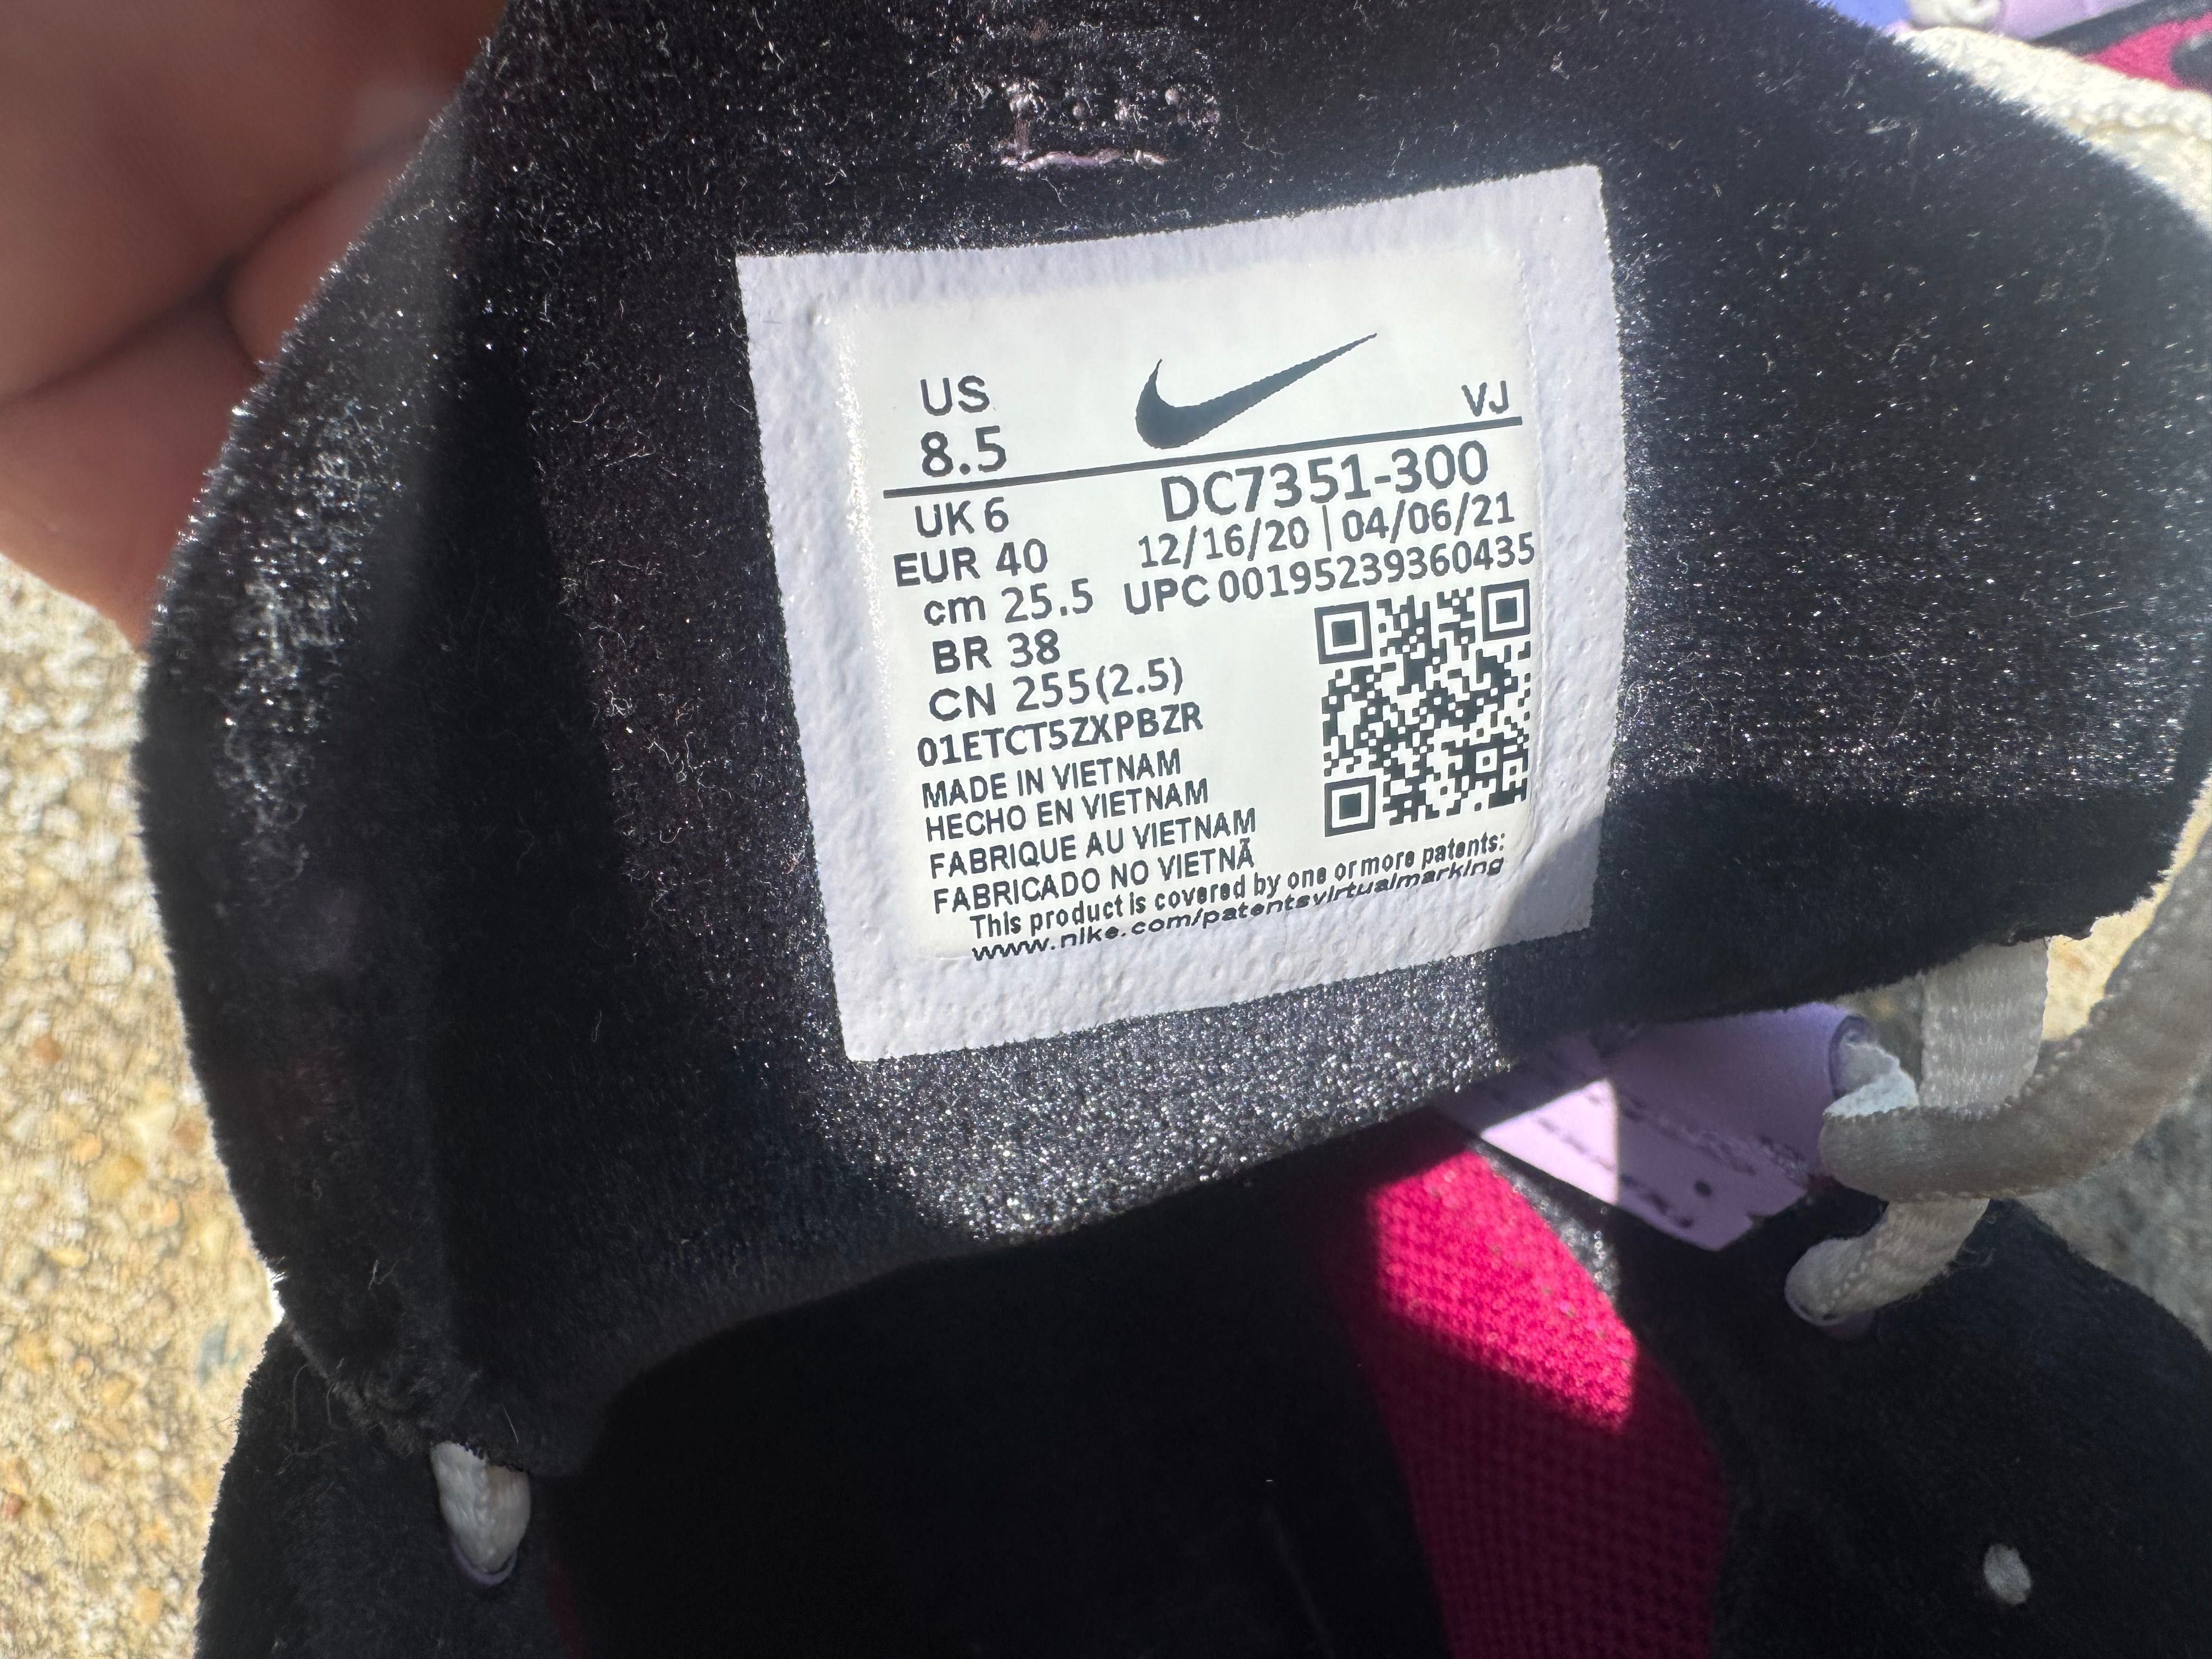 US
8.5
VJ
UK 6
EUR 40
cm 25.5
BR 38
CN 255(2.5)
DC7351-300
12/16/20 | 04/06/21
UPC 00195239360435
01ETCT5ZXPBZR
MADE IN VIETNAM
HECHO EN VIETNAM
FABRIQUE AU VIETNAM
FABRICADO NO VIETNÃ
This product is covered by one or more patents:
www.nike.com/patentsvirtualmarking